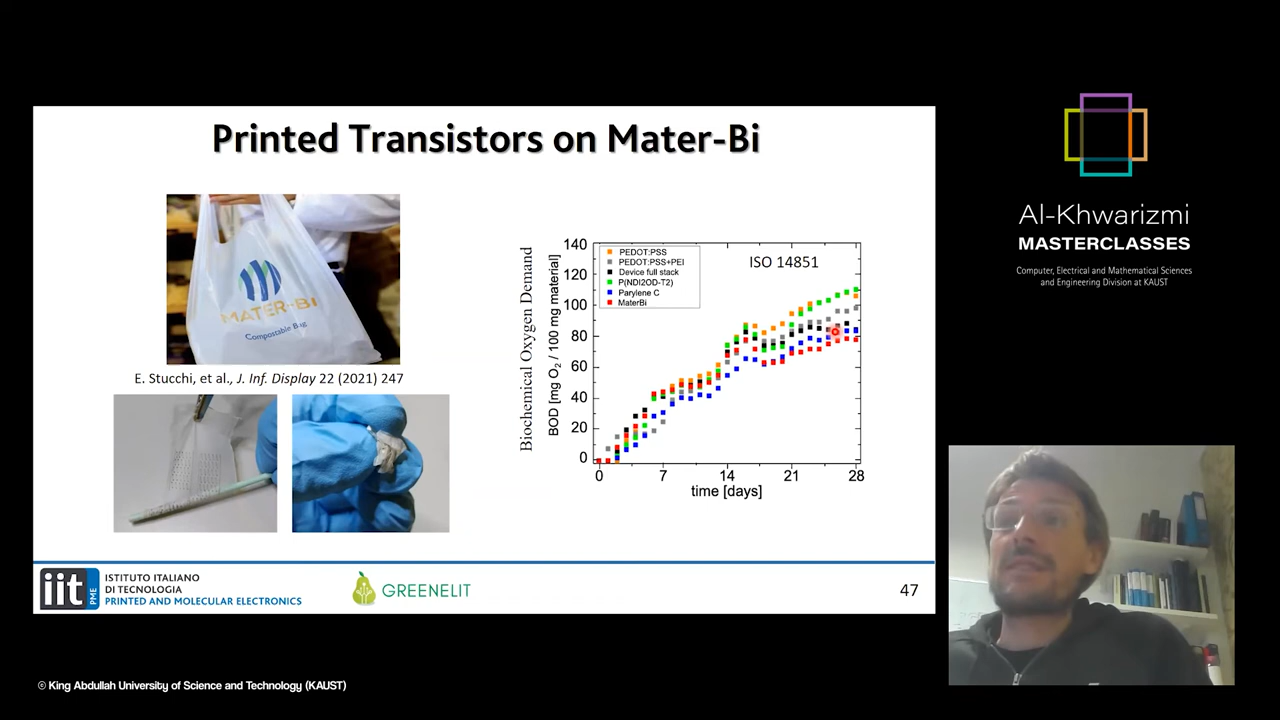 Printed Transistors on Mater-Bi
MATER-BI
Compostable Bag
E. Stucchi, et al., J. Inf. Display 22 (2021) 247
Biochemical Oxygen Demand
BOD [mg O2 / 100 mg material]
140
120
100
80
60
40
20
0
PEDOT:PSS
PEDOT:PSS+PEI
Device full stack
P(NDI2OD-T2)
Parylene C
MaterBi
ISO 14851
0 7 14 21 28
time [days]
iit PME
ISTITUTO ITALIANO
DI TECNOLOGIA
PRINTED AND MOLECULAR ELECTRONICS
GREENELIT
47
Al-Khwarizmi
MASTERCLASSES
Computer, Electrical and Mathematical Sciences
and Engineering Division at KAUST
© King Abdullah University of Science and Technology (KAUST)